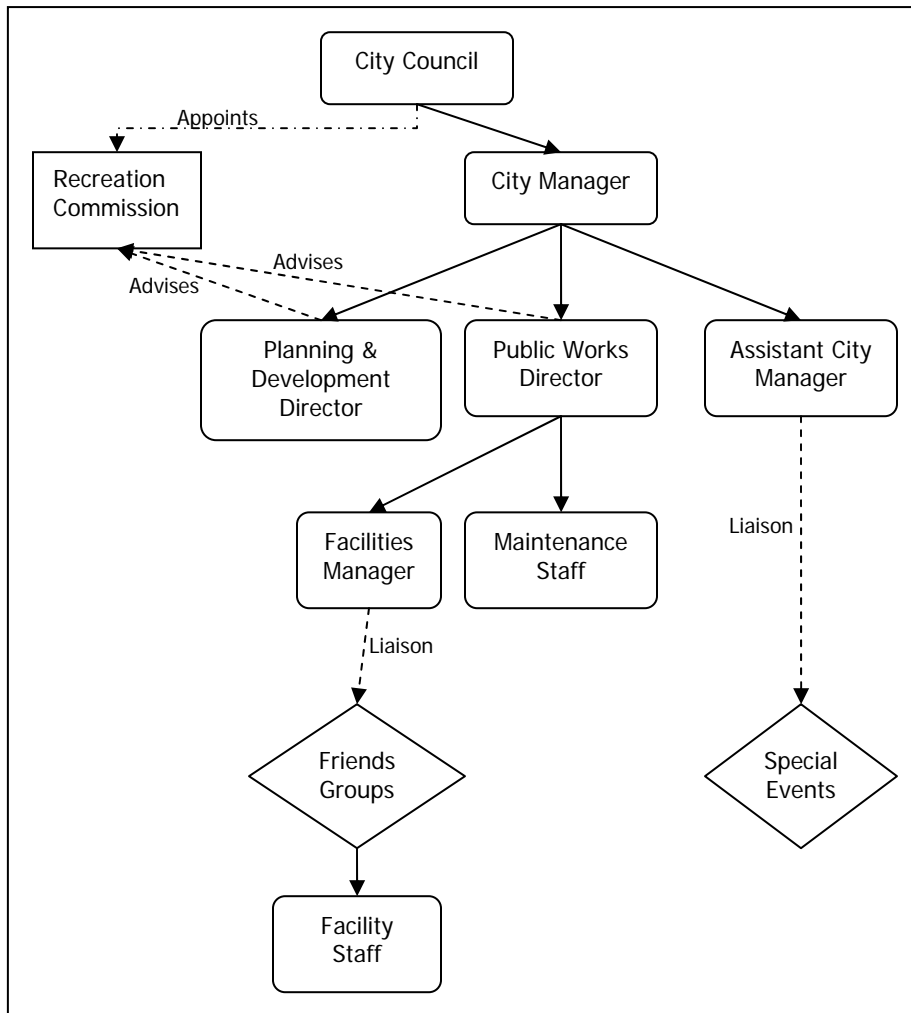 City Council
Appoints
Recreation
Commission
City Manager
Advises
Advises
Planning &
Development
Director
Public Works
Director
Assistant City
Manager
Facilities
Manager
Maintenance
Staff
Liaison
Liaison
Friends
Groups
Special
Events
Facility
Staff